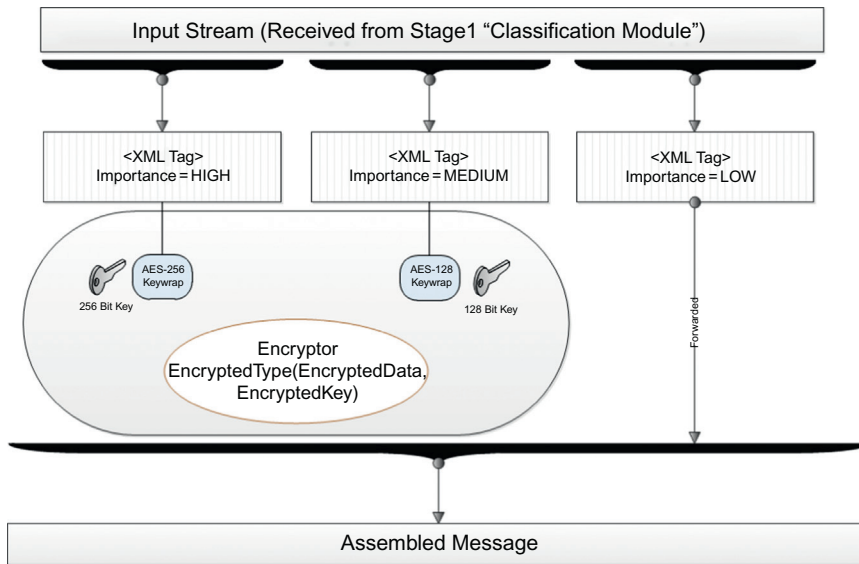 Input Stream (Received from Stage1 “Classification Module”)
<XML Tag>
Importance=HIGH
<XML Tag>
Importance=MEDIUM
<XML Tag>
Importance=LOW
AES-256
Keywrap
256 Bit Key
AES-128
Keywrap
128 Bit Key
Forwarded
Encryptor
EncryptedType(EncryptedData,
EncryptedKey)
Assembled Message